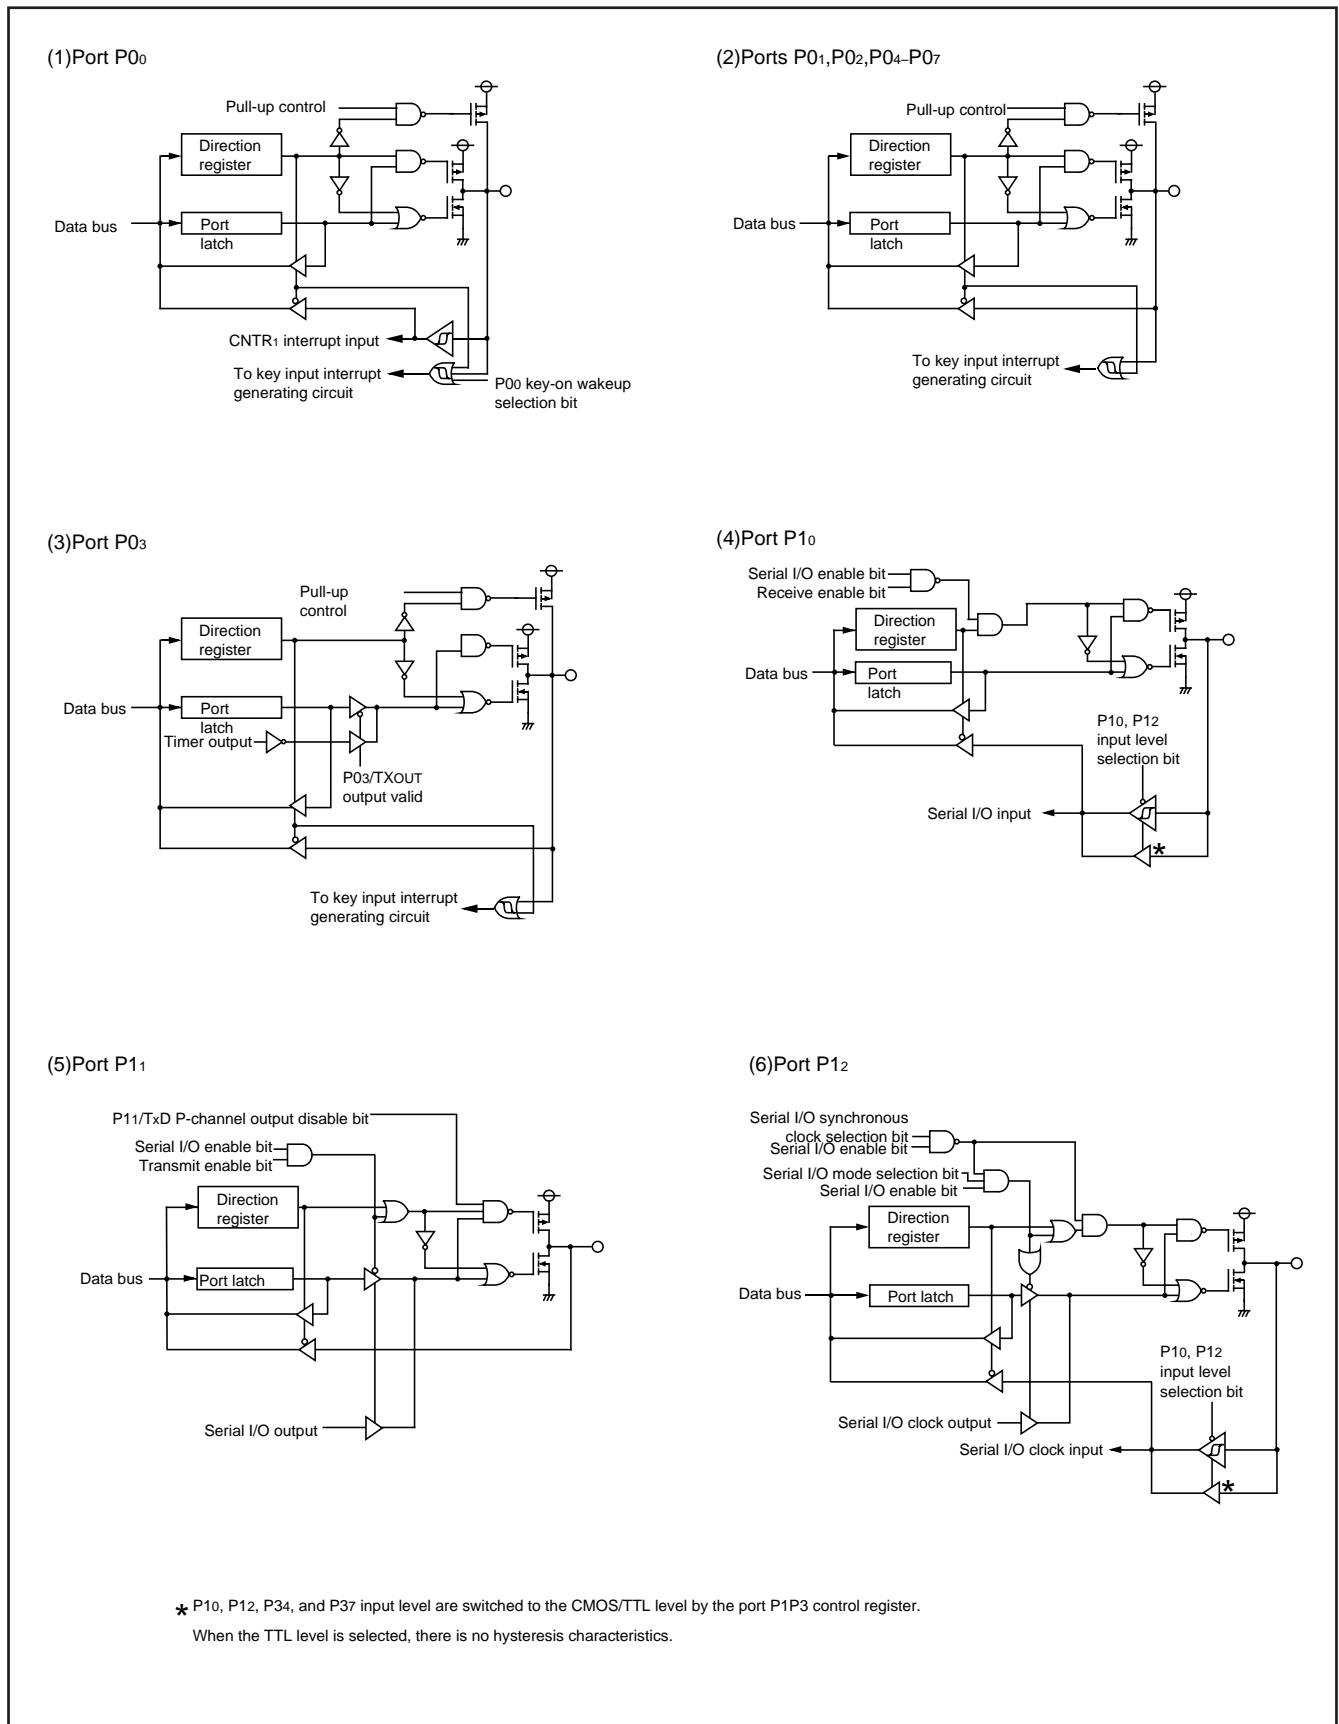 (1)Port P00
Pull-up control
Direction
register
Data bus
Port
latch
CNTR1 interrupt input
To key input interrupt
generating circuit
P00 key-on wakeup
selection bit
(2)Ports P01,P02,P04–P07
Pull-up control
Direction
register
Data bus
Port
latch
To key input interrupt
generating circuit
(3)Port P03
Pull-up
control
Direction
register
Data bus
Port
latch
Timer output
P03/TXOUT
output valid
To key input interrupt
generating circuit
(4)Port P10
Serial I/O enable bit
Receive enable bit
Direction
register
Data bus
Port
latch
P10, P12
input level
selection bit
Serial I/O input
*
(5)Port P11
P11/TxD P-channel output disable bit
Serial I/O enable bit
Transmit enable bit
Direction
register
Data bus
Port latch
Serial I/O output
(6)Port P12
Serial I/O synchronous
clock selection bit
Serial I/O enable bit
Serial I/O mode selection bit
Serial I/O enable bit
Direction
register
Data bus
Port latch
P10, P12
input level
selection bit
Serial I/O clock output
Serial I/O clock input
*
* P10, P12, P34, and P37 input level are switched to the CMOS/TTL level by the port P1P3 control register.
When the TTL level is selected, there is no hysteresis characteristics.